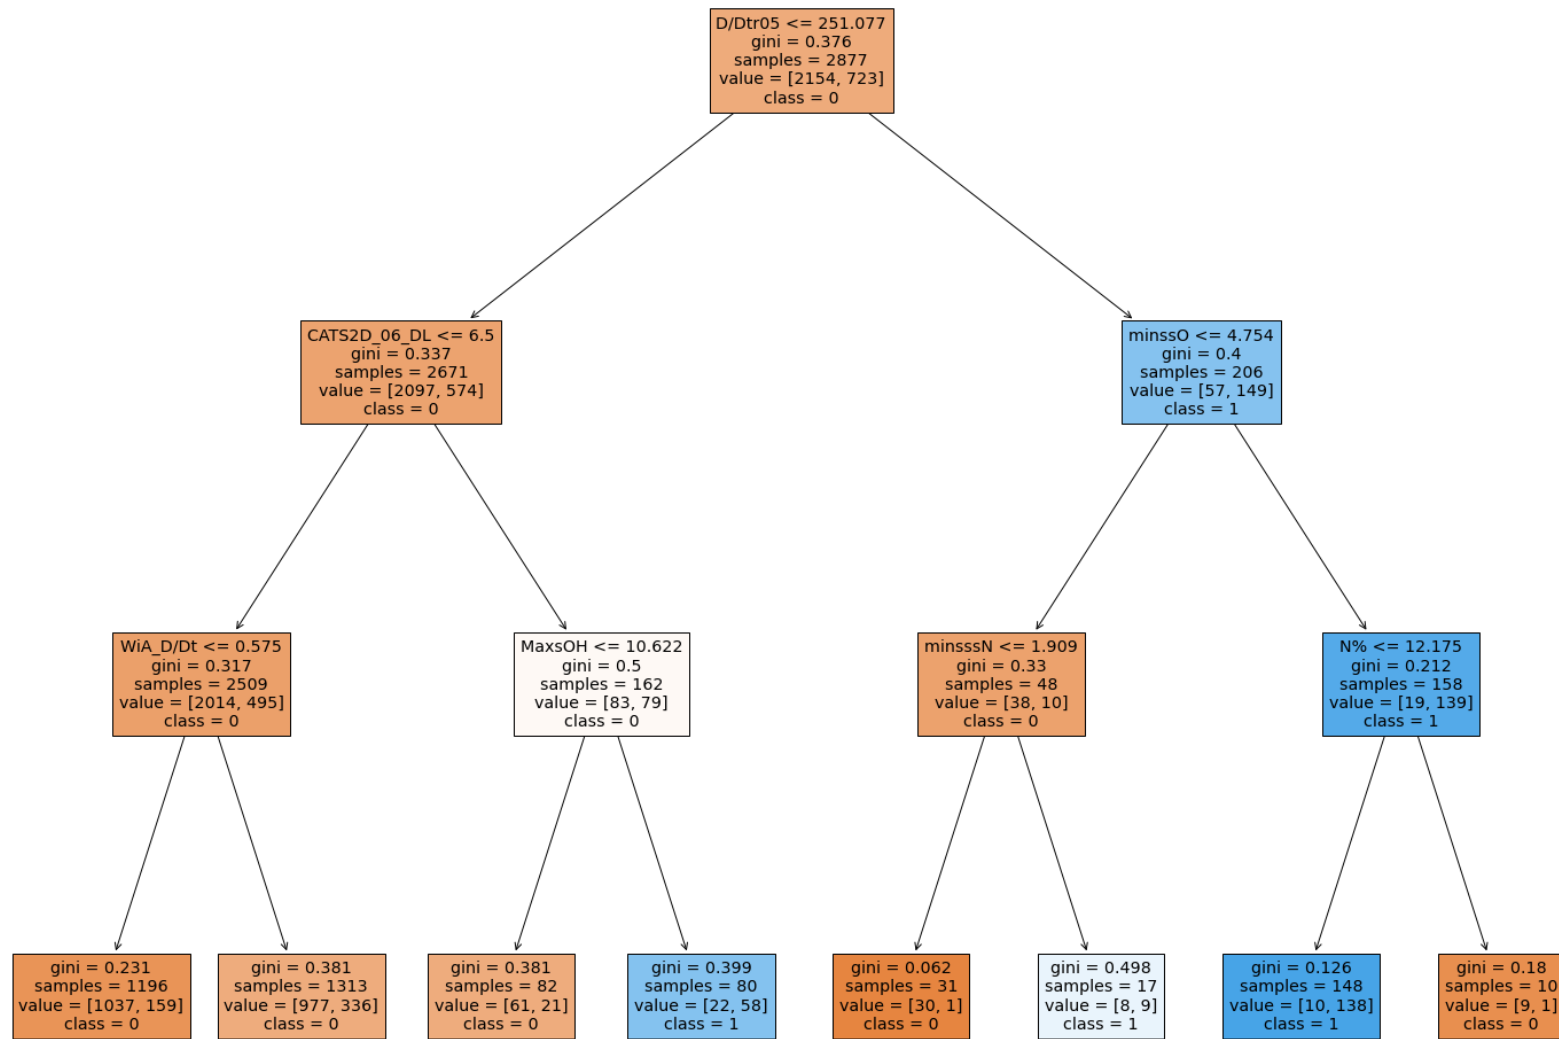 D/Dtr05 <= 251.077
gini = 0.376
samples = 2877
value = [2154, 723]
class = 0
CATS2D_06_DL <= 6.5
gini = 0.337
samples = 2671
value = [2097, 574]
class = 0
minssO <= 4.754
gini = 0.4
samples = 206
value = [57, 149]
class = 1
WiA_D/Dt <= 0.575
gini = 0.317
samples = 2509
value = [2014, 495]
class = 0
MaxsOH <= 10.622
gini = 0.5
samples = 162
value = [83, 79]
class = 0
minsssN <= 1.909
gini = 0.33
samples = 48
value = [38, 10]
class = 0
N% <= 12.175
gini = 0.212
samples = 158
value = [19, 139]
class = 1
gini = 0.231
samples = 1196
value = [1037, 159]
class = 0
gini = 0.381
samples = 1313
value = [977, 336]
class = 0
gini = 0.381
samples = 82
value = [61, 21]
class = 0
gini = 0.399
samples = 80
value = [22, 58]
class = 1
gini = 0.062
samples = 31
value = [30, 1]
class = 0
gini = 0.498
samples = 17
value = [8, 9]
class = 1
gini = 0.126
samples = 148
value = [10, 138]
class = 1
gini = 0.18
samples = 10
value = [9, 1]
class = 0